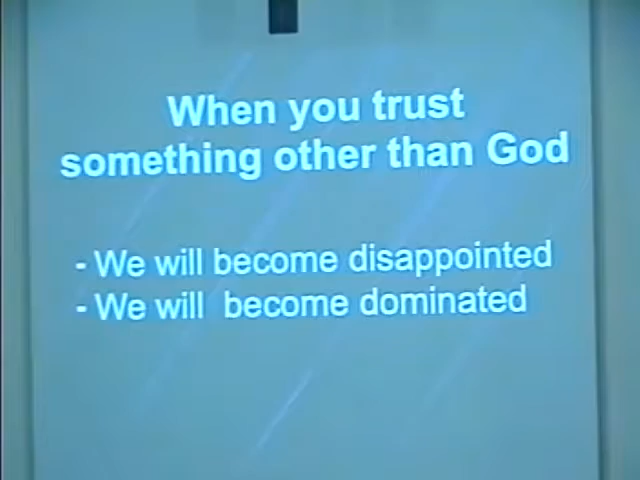 When you trust
something other than God
- We will become disappointed
- We will  become dominated